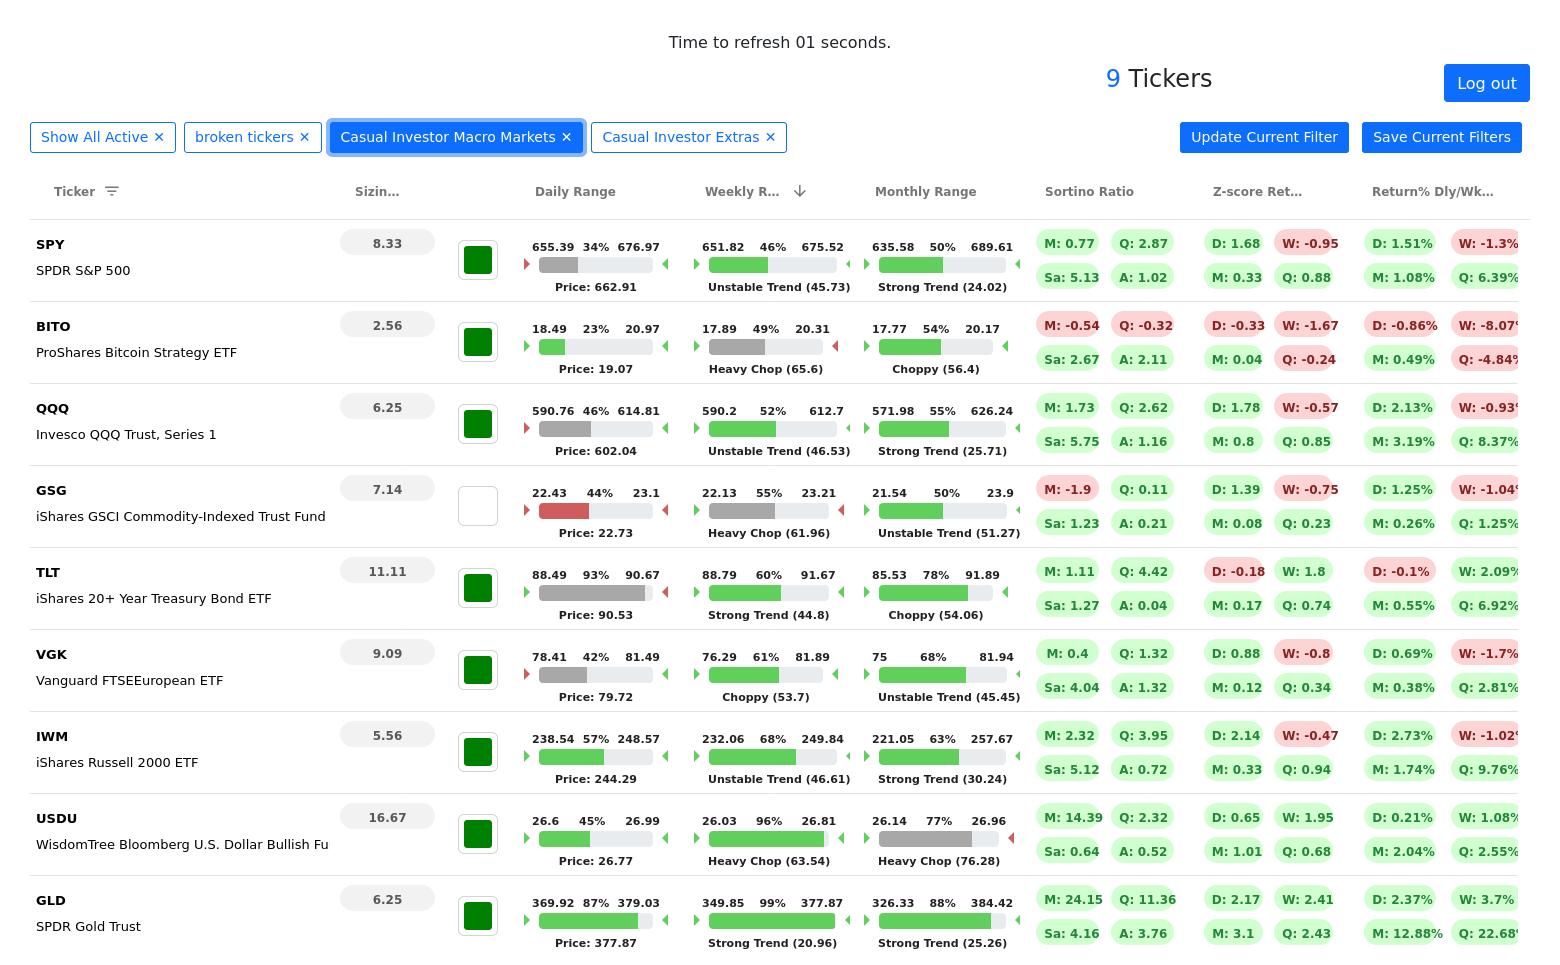 Time to refresh 01 seconds.
9 Tickers
Log out
Show All Active ✕ broken tickers ✕ Casual Investor Macro Markets ✕ Casual Investor Extras ✕ Update Current Filter Save Current Filters
Ticker Sizin... Daily Range Weekly R... Monthly Range Sortino Ratio Z-score Ret... Return% Dly/Wk...
SPY 8.33 655.39 34% 676.97 651.82 46% 675.52 635.58 50% 689.61 M: 0.77 Q: 2.87 D: 1.68 W: -0.95 D: 1.51% W: -1.3%
SPDR S&P 500 Price: 662.91 Unstable Trend (45.73) Strong Trend (24.02) Sa: 5.13 A: 1.02 M: 0.33 Q: 0.88 M: 1.08% Q: 6.39%
BITO 2.56 18.49 23% 20.97 17.89 49% 20.31 17.77 54% 20.17 M: -0.54 Q: -0.32 D: -0.33 W: -1.67 D: -0.86% W: -8.07%
ProShares Bitcoin Strategy ETF Price: 19.07 Heavy Chop (65.6) Choppy (56.4) Sa: 2.67 A: 2.11 M: 0.04 Q: -0.24 M: 0.49% Q: -4.84%
QQQ 6.25 590.76 46% 614.81 590.2 52% 612.7 571.98 55% 626.24 M: 1.73 Q: 2.62 D: 1.78 W: -0.57 D: 2.13% W: -0.93%
Invesco QQQ Trust, Series 1 Price: 602.04 Unstable Trend (46.53) Strong Trend (25.71) Sa: 5.75 A: 1.16 M: 0.8 Q: 0.85 M: 3.19% Q: 8.37%
GSG 7.14 22.43 44% 23.1 22.13 55% 23.21 21.54 50% 23.9 M: -1.9 Q: 0.11 D: 1.39 W: -0.75 D: 1.25% W: -1.04%
iShares GSCI Commodity-Indexed Trust Fund Price: 22.73 Heavy Chop (61.96) Unstable Trend (51.27) Sa: 1.23 A: 0.21 M: 0.08 Q: 0.23 M: 0.26% Q: 1.25%
TLT 11.11 88.49 93% 90.67 88.79 60% 91.67 85.53 78% 91.89 M: 1.11 Q: 4.42 D: -0.18 W: 1.8 D: -0.1% W: 2.09%
iShares 20+ Year Treasury Bond ETF Price: 90.53 Strong Trend (44.8) Choppy (54.06) Sa: 1.27 A: 0.04 M: 0.17 Q: 0.74 M: 0.55% Q: 6.92%
VGK 9.09 78.41 42% 81.49 76.29 61% 81.89 75 68% 81.94 M: 0.4 Q: 1.32 D: 0.88 W: -0.8 D: 0.69% W: -1.7%
Vanguard FTSEEuropean ETF Price: 79.72 Choppy (53.7) Unstable Trend (45.45) Sa: 4.04 A: 1.32 M: 0.12 Q: 0.34 M: 0.38% Q: 2.81%
IWM 5.56 238.54 57% 248.57 232.06 68% 249.84 221.05 63% 257.67 M: 2.32 Q: 3.95 D: 2.14 W: -0.47 D: 2.73% W: -1.02%
iShares Russell 2000 ETF Price: 244.29 Unstable Trend (46.61) Strong Trend (30.24) Sa: 5.12 A: 0.72 M: 0.33 Q: 0.94 M: 1.74% Q: 9.76%
USDU 16.67 26.6 45% 26.99 26.03 96% 26.81 26.14 77% 26.96 M: 14.39 Q: 2.32 D: 0.65 W: 1.95 D: 0.21% W: 1.08%
WisdomTree Bloomberg U.S. Dollar Bullish Fu Price: 26.77 Heavy Chop (63.54) Heavy Chop (76.28) Sa: 0.64 A: 0.52 M: 1.01 Q: 0.68 M: 2.04% Q: 2.55%
GLD 6.25 369.92 87% 379.03 349.85 99% 377.87 326.33 88% 384.42 M: 24.15 Q: 11.36 D: 2.17 W: 2.41 D: 2.37% W: 3.7%
SPDR Gold Trust Price: 377.87 Strong Trend (20.96) Strong Trend (25.26) Sa: 4.16 A: 3.76 M: 3.1 Q: 2.43 M: 12.88% Q: 22.68%